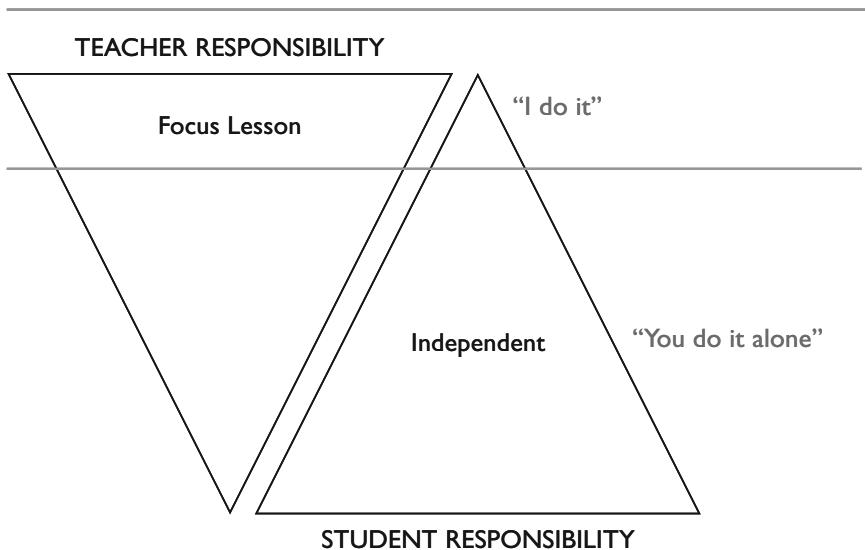 TEACHER RESPONSIBILITY
“I do it”
Focus Lesson
“You do it alone”
Independent
STUDENT RESPONSIBILITY